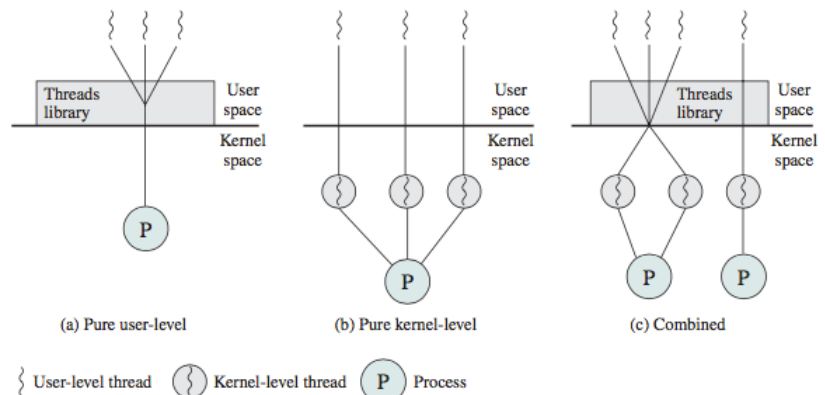 Threads library
User space
Kernel space
P
(a) Pure user-level
User space
Kernel space
P
(b) Pure kernel-level
Threads library
User space
Kernel space
P
P
(c) Combined
User-level thread
Kernel-level thread
P
Process